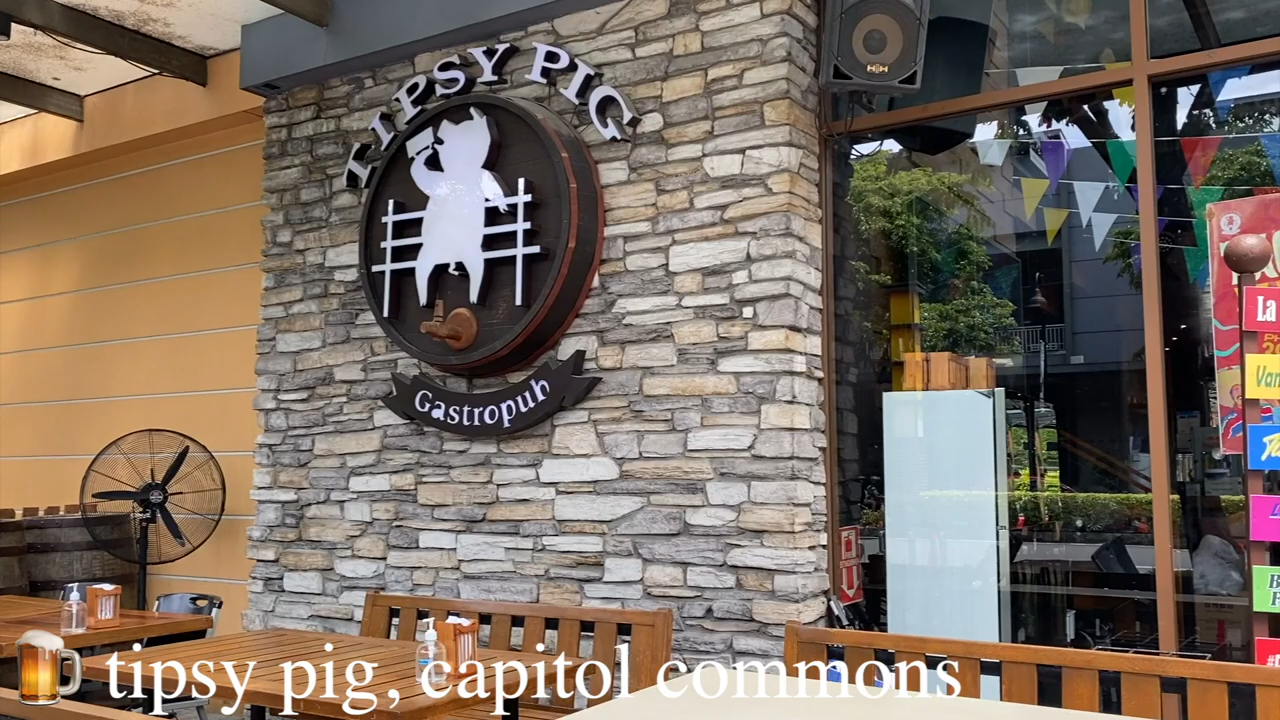 TIPSY PIG
Gastropub
La
Van
🍺 tipsy pig, capitol commons